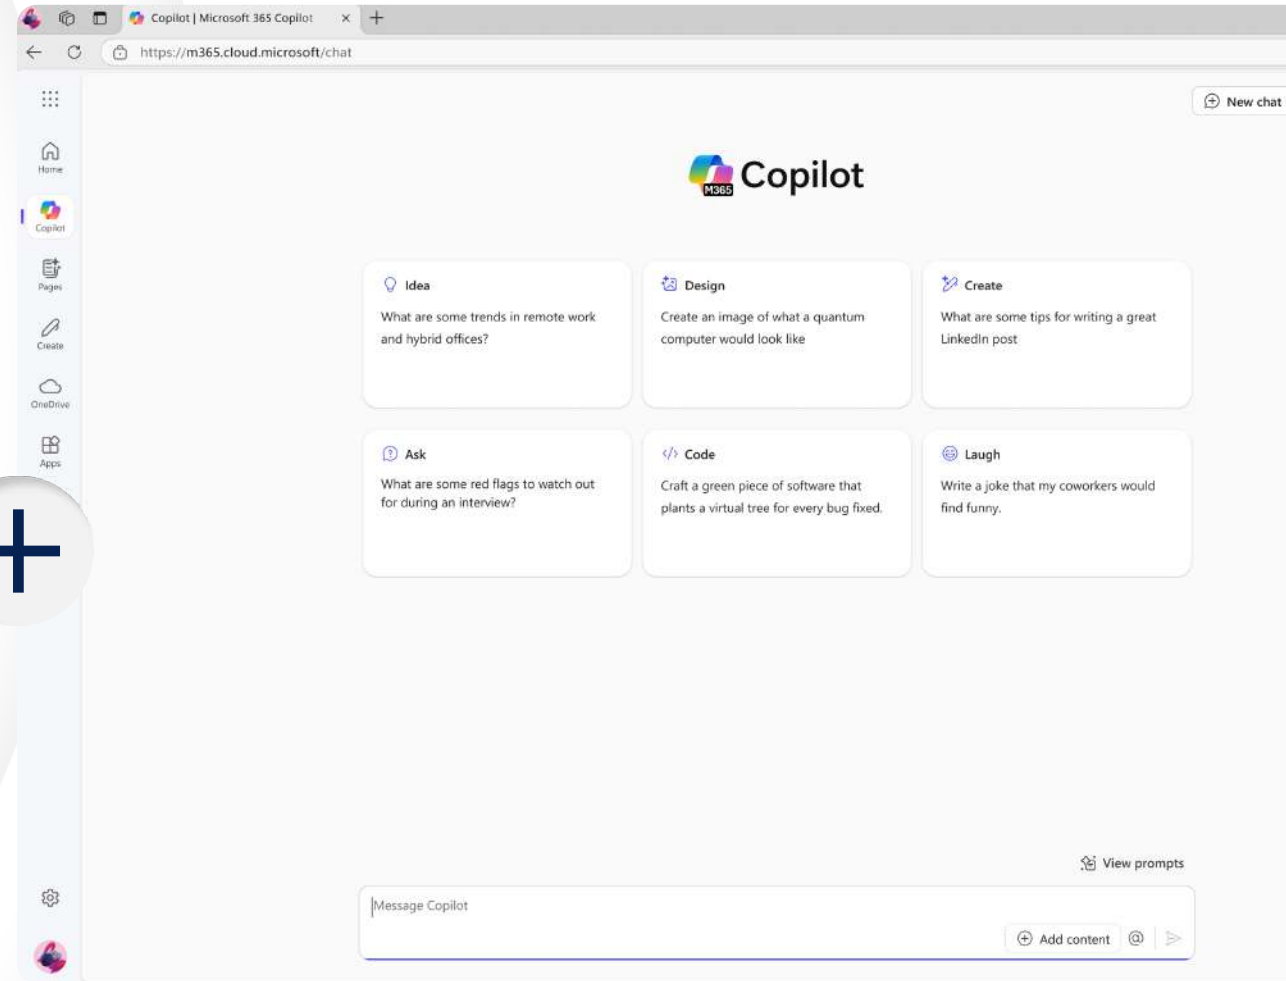 Copilot | Microsoft 365 Copilot
https://m365.cloud.microsoft/chat
New chat
Home
Copilot
Pages
Create
OneDrive
Apps
M365
Copilot
Idea
What are some trends in remote work
and hybrid offices?
Design
Create an image of what a quantum
computer would look like
Create
What are some tips for writing a great
LinkedIn post
Ask
What are some red flags to watch out
for during an interview?
Code
Craft a green piece of software that
plants a virtual tree for every bug fixed.
Laugh
Write a joke that my coworkers would
find funny.
View prompts
Message Copilot
Add content